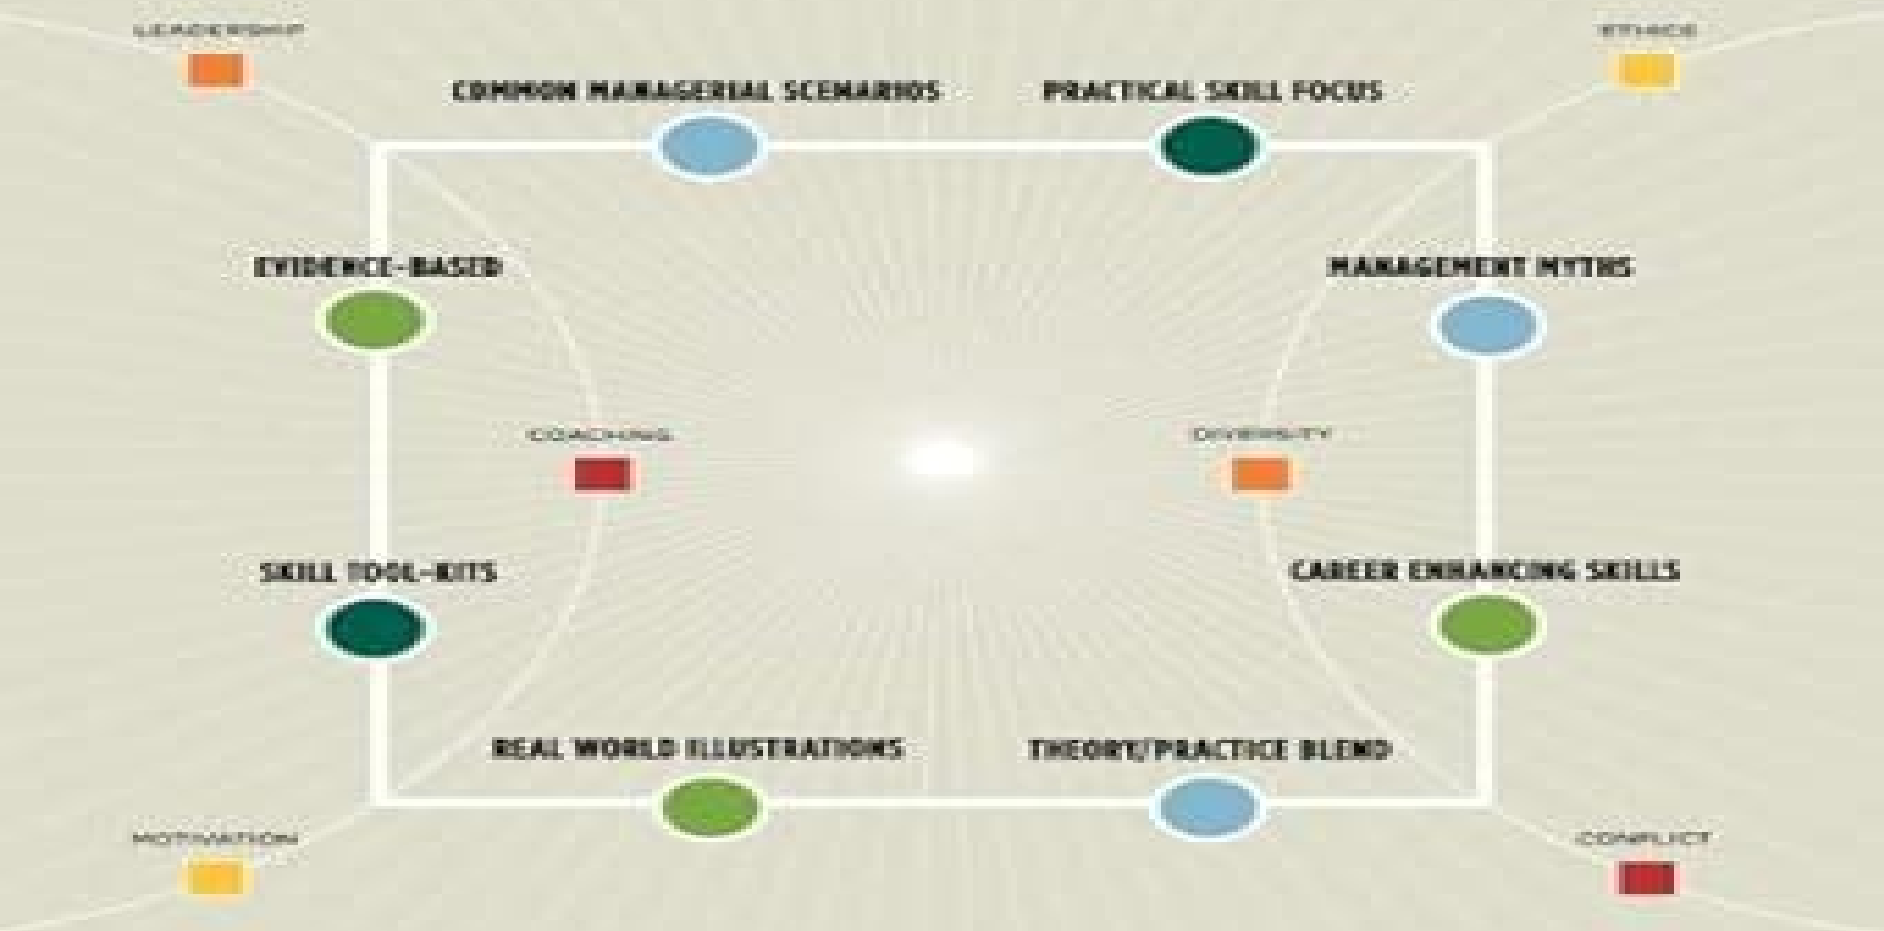 LEADERSHIP
ETHICS
COMMON MANAGERIAL SCENARIOS
PRACTICAL SKILL FOCUS
EVIDENCE-BASED
MANAGEMENT MYTHS
COACHING
DIVERSITY
SKILL TOOL-KITS
CAREER ENHANCING SKILLS
REAL WORLD ILLUSTRATIONS
THEORY/PRACTICE BLEND
MOTIVATION
CONFLICT